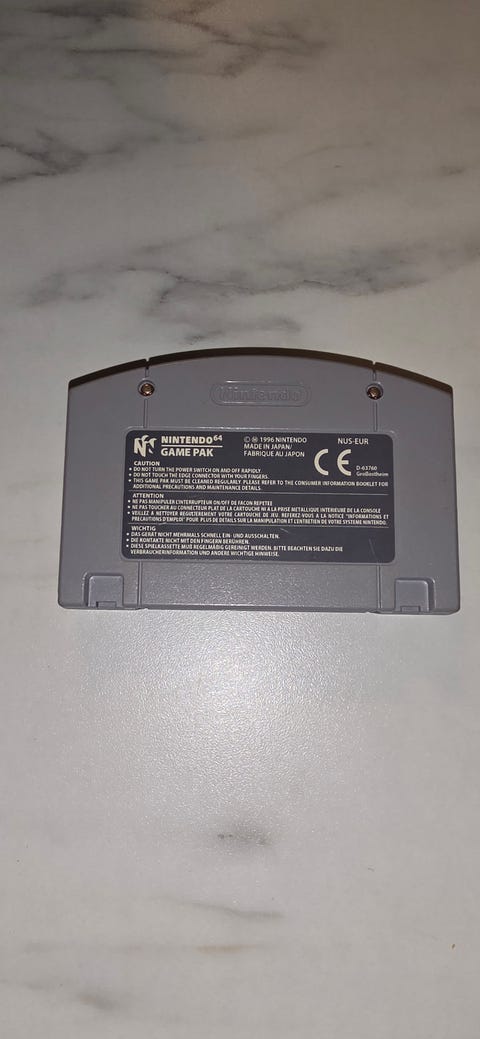 Nintendo
NINTENDO 64
GAME PAK
© Ⓜ 1996 NINTENDO
MADE IN JAPAN/
FABRIQUE AU JAPON
NUS-EUR
CE
D-63760
Großostheim
CAUTION
• DO NOT TURN THE POWER SWITCH ON AND OFF RAPIDLY.
• DO NOT TOUCH THE EDGE CONNECTOR WITH YOUR FINGERS.
• THIS GAME PAK MUST BE CLEANED REGULARLY. PLEASE REFER TO THE CONSUMER INFORMATION BOOKLET FOR
ADDITIONAL PRECAUTIONS AND MAINTENANCE DETAILS.
ATTENTION
• NE PAS MANIPULER L'INTERRUPTEUR ON/OFF DE FACON REPETEE
• NE PAS TOUCHER AU CONNECTEUR PLAT DE LA CARTOUCHE NI A LA PRISE METALLIQUE INTERIEURE DE LA CONSOLE
• VEILLEZ A NETTOYER REGULIEREMENT VOTRE CARTOUCHE DE JEU. REFEREZ-VOUS A LA NOTICE "INFORMATIONS ET
PRECAUTIONS D'EMPLOI" POUR PLUS DE DETAILS SUR LA MANIPULATION ET L'ENTRETIEN DE VOTRE SYSTEME NINTENDO.
WICHTIG
• DAS GERÄT NICHT MEHRMALS SCHNELL EIN- UND AUSSCHALTEN.
• DIE KONTAKTE NICHT MIT DEN FINGERN BERÜHREN.
• DIESE SPIELKASSETTE MUß REGELMÄßIG GEREINIGT WERDEN. BITTE BEACHTEN SIE DAZU DIE
VERBRAUCHERINFORMATION UND ANDERE WICHTIGE HINWEISE.